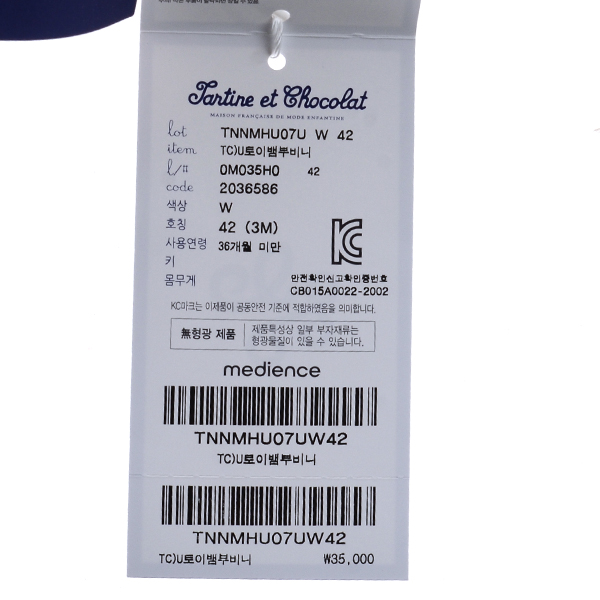 Tartine et Chocolat
MAISON FRANÇAISE DE MODE ENFANTINE
lot TNNMHU07U W 42
item TC)U토이뱀부비니
l/n 0M035H0 42
code 2036586
색상 W
호칭 42 (3M)
사용연령 36개월 미만
키
몸무게
안전확인신고확인증번호
CB015A0022-2002
KC마크는 이제품이 공동안전 기준에 적합하였음을 의미합니다.
無형광 제품
제품특성상 일부 부자재류는
형광물질이 있을 수 있습니다.
medience
TNNMHU07UW42
TC)U토이뱀부비니
TNNMHU07UW42
TC)U토이뱀부비니 ₩35,000